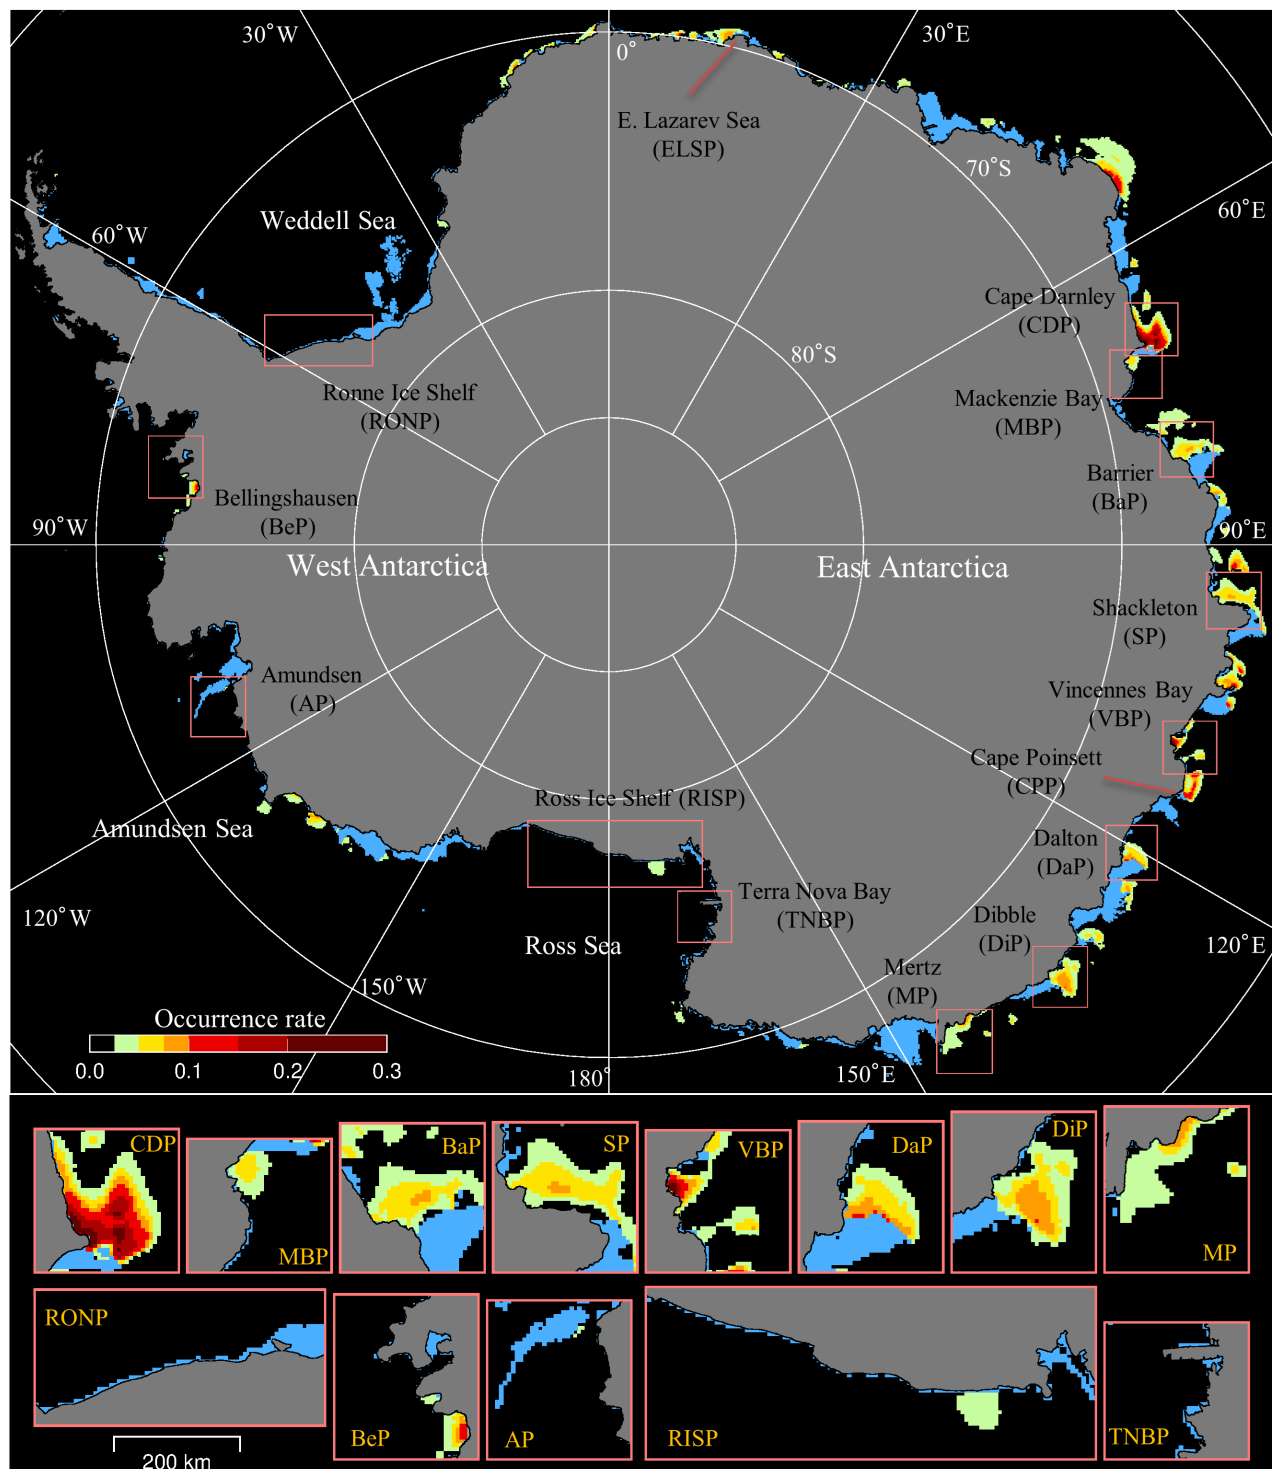 30˚W
0˚
30˚E
E. Lazarev Sea
(ELSP)
70˚S
60˚E
Weddell Sea
60˚W
Cape Darnley
(CDP)
80˚S
Ronne Ice Shelf
(RONP)
Mackenzie Bay
(MBP)
Barrier
(BaP)
Bellingshausen
(BeP)
90˚W
90˚E
West Antarctica
East Antarctica
Shackleton
(SP)
Amundsen
(AP)
Vincennes Bay
(VBP)
Cape Poinsett
(CPP)
Ross Ice Shelf (RISP)
Amundsen Sea
Dalton
(DaP)
Terra Nova Bay
(TNBP)
120˚W
Dibble
(DiP)
Ross Sea
120˚E
Mertz
(MP)
150˚W
Occurrence rate
0.0 0.1 0.2 0.3
180˚
150˚E
CDP
MBP
BaP
SP
VBP
DaP
DiP
MP
RONP
BeP
AP
RISP
TNBP
200 km